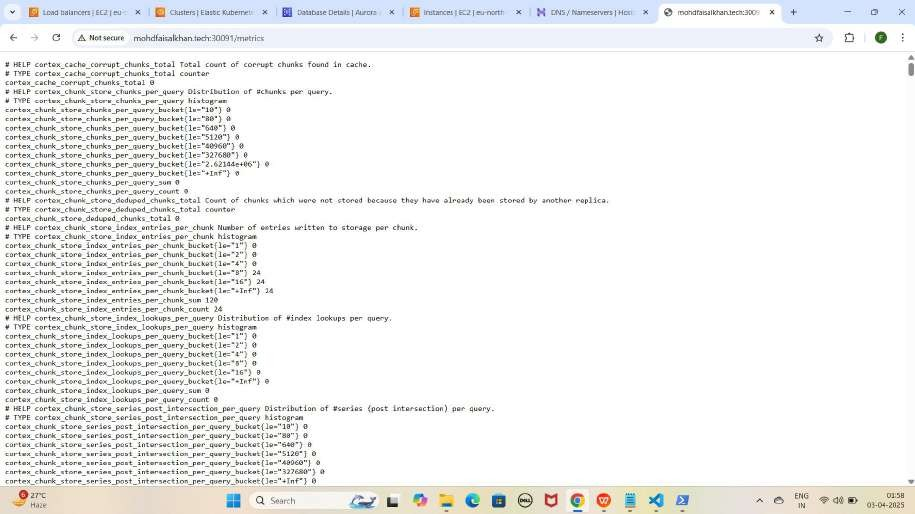 Load balancers | EC2 | eu-n
Clusters | Elastic Kubernete
Database Details | Aurora a
Instances | EC2 | eu-north
DNS / Nameservers | Hosti
mohdfaisalkhan.tech:3009
Not secure
mohdfaisalkhan.tech:30091/metrics
F
# HELP cortex_cache_corrupt_chunks_total Total count of corrupt chunks found in cache.
# TYPE cortex_cache_corrupt_chunks_total counter
cortex_cache_corrupt_chunks_total 0
# HELP cortex_chunk_store_chunks_per_query Distribution of #chunks per query.
# TYPE cortex_chunk_store_chunks_per_query histogram
cortex_chunk_store_chunks_per_query_bucket{le="10"} 0
cortex_chunk_store_chunks_per_query_bucket{le="80"} 0
cortex_chunk_store_chunks_per_query_bucket{le="640"} 0
cortex_chunk_store_chunks_per_query_bucket{le="5120"} 0
cortex_chunk_store_chunks_per_query_bucket{le="40960"} 0
cortex_chunk_store_chunks_per_query_bucket{le="327680"} 0
cortex_chunk_store_chunks_per_query_bucket{le="2.62144e+06"} 0
cortex_chunk_store_chunks_per_query_bucket{le="+Inf"} 0
cortex_chunk_store_chunks_per_query_sum 0
cortex_chunk_store_chunks_per_query_count 0
# HELP cortex_chunk_store_deduped_chunks_total Count of chunks which were not stored because they have already been stored by another replica.
# TYPE cortex_chunk_store_deduped_chunks_total counter
cortex_chunk_store_deduped_chunks_total 0
# HELP cortex_chunk_store_index_entries_per_chunk Number of entries written to storage per chunk.
# TYPE cortex_chunk_store_index_entries_per_chunk histogram
cortex_chunk_store_index_entries_per_chunk_bucket{le="1"} 0
cortex_chunk_store_index_entries_per_chunk_bucket{le="2"} 0
cortex_chunk_store_index_entries_per_chunk_bucket{le="4"} 0
cortex_chunk_store_index_entries_per_chunk_bucket{le="8"} 24
cortex_chunk_store_index_entries_per_chunk_bucket{le="16"} 24
cortex_chunk_store_index_entries_per_chunk_bucket{le="+Inf"} 24
cortex_chunk_store_index_entries_per_chunk_sum 120
cortex_chunk_store_index_entries_per_chunk_count 24
# HELP cortex_chunk_store_index_lookups_per_query Distribution of #index lookups per query.
# TYPE cortex_chunk_store_index_lookups_per_query histogram
cortex_chunk_store_index_lookups_per_query_bucket{le="1"} 0
cortex_chunk_store_index_lookups_per_query_bucket{le="2"} 0
cortex_chunk_store_index_lookups_per_query_bucket{le="4"} 0
cortex_chunk_store_index_lookups_per_query_bucket{le="8"} 0
cortex_chunk_store_index_lookups_per_query_bucket{le="16"} 0
cortex_chunk_store_index_lookups_per_query_bucket{le="+Inf"} 0
cortex_chunk_store_index_lookups_per_query_sum 0
cortex_chunk_store_index_lookups_per_query_count 0
# HELP cortex_chunk_store_series_post_intersection_per_query Distribution of #series (post intersection) per query.
# TYPE cortex_chunk_store_series_post_intersection_per_query histogram
cortex_chunk_store_series_post_intersection_per_query_bucket{le="10"} 0
cortex_chunk_store_series_post_intersection_per_query_bucket{le="80"} 0
cortex_chunk_store_series_post_intersection_per_query_bucket{le="640"} 0
cortex_chunk_store_series_post_intersection_per_query_bucket{le="5120"} 0
cortex_chunk_store_series_post_intersection_per_query_bucket{le="40960"} 0
cortex_chunk_store_series_post_intersection_per_query_bucket{le="327680"} 0
cortex_chunk_store_series_post_intersection_per_query_bucket{le="+Inf"} 0
6
27°C
Haze
Search
DELL
ENG
IN
01:58
03-04-2025